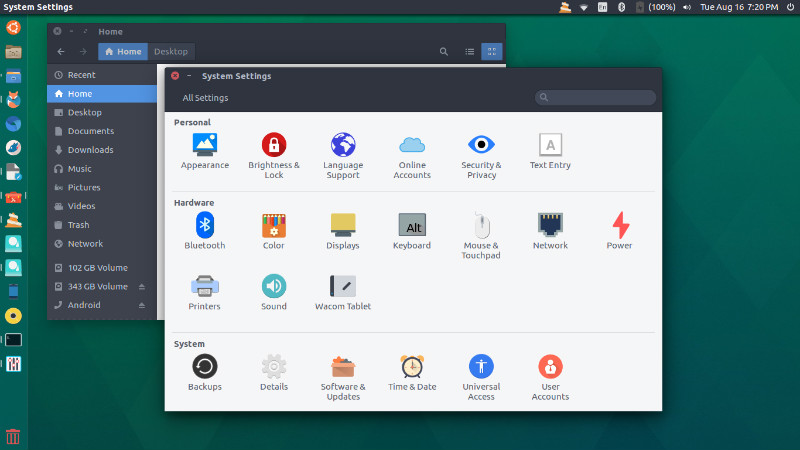 System Settings
En
(100%)
Tue Aug 16 7:20 PM
Home
Home
Desktop
Recent
Home
Desktop
Documents
Downloads
Music
Pictures
Videos
Trash
Network
102 GB Volume
343 GB Volume
Android
System Settings
All Settings
Personal
Appearance
Brightness &
Lock
Language
Support
Online
Accounts
Security &
Privacy
A
Text Entry
Hardware
Bluetooth
Color
Displays
Alt
Keyboard
Mouse &
Touchpad
Network
Power
Printers
Sound
Wacom Tablet
System
Backups
Details
Software &
Updates
Time & Date
Universal
Access
User
Accounts